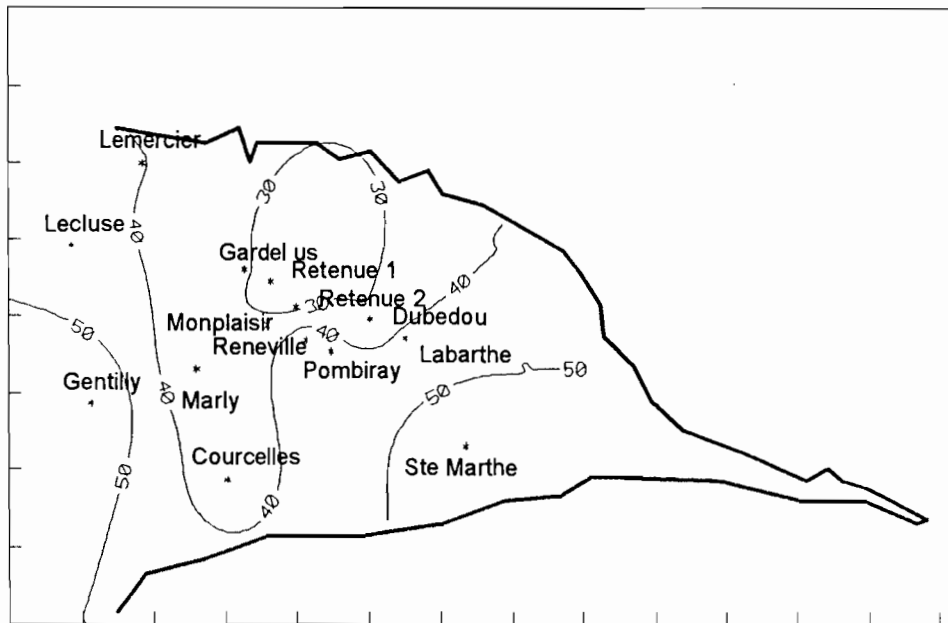 Lemercier
30
30
Lecluse
40
Gardel us
Retenue 1
40
30
Retenue 2
50
Monplaisir
40
Dubedou
Reneville
Labarthe
Pombiray
50
Gentilly
40
Marly
50
Courcelles
Ste Marthe
50
40